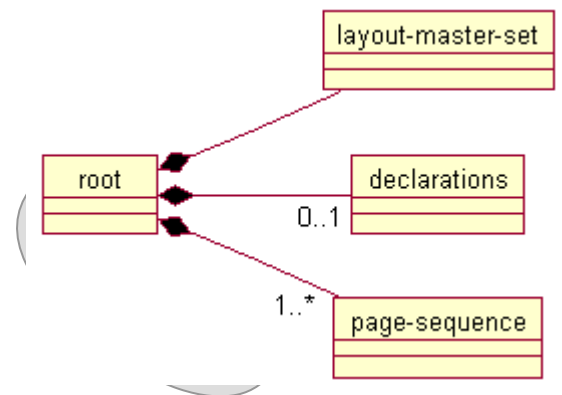 layout-master-set
root
declarations
0..1
1..*
page-sequence